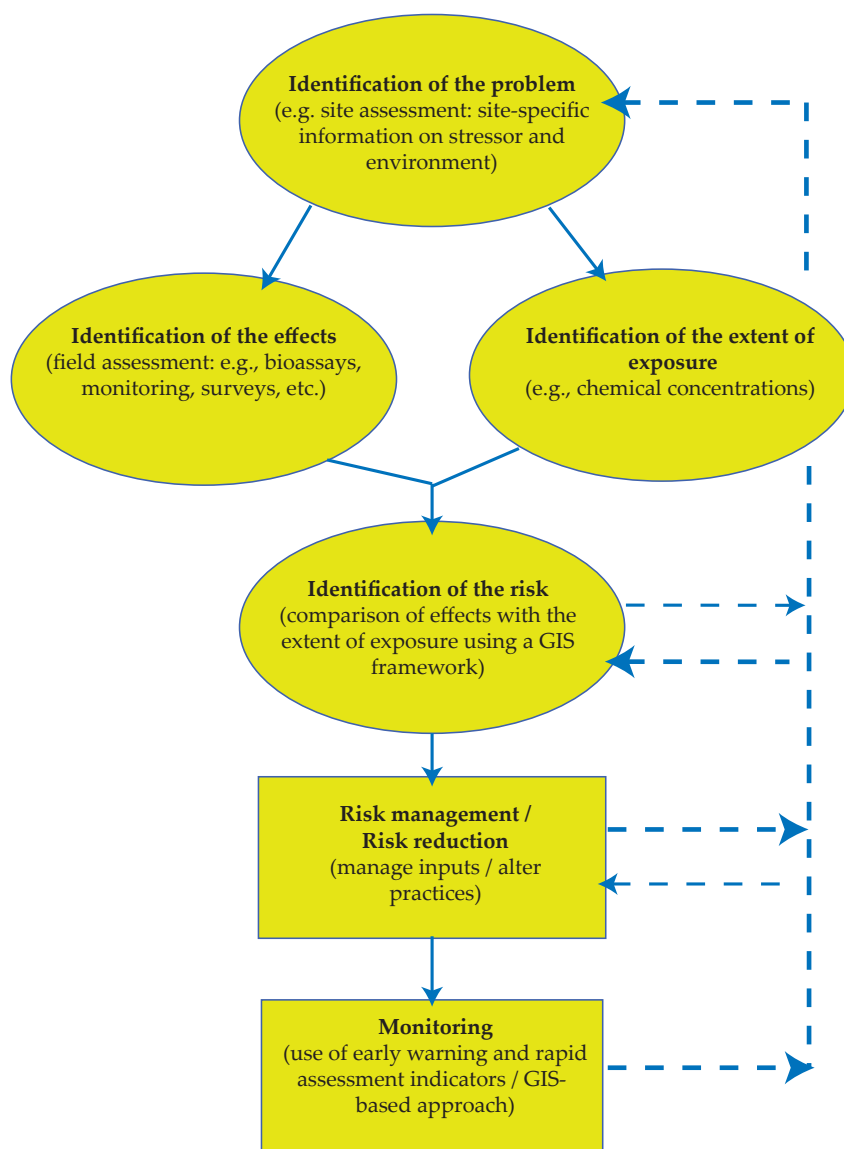 Identification of the problem
(e.g. site assessment: site-specific
information on stressor and
environment)
Identification of the effects
(field assessment: e.g., bioassays,
monitoring, surveys, etc.)
Identification of the extent of
exposure
(e.g., chemical concentrations)
Identification of the risk
(comparison of effects with the
extent of exposure using a GIS
framework)
Risk management /
Risk reduction
(manage inputs / alter
practices)
Monitoring
(use of early warning and rapid
assessment indicators / GIS-
based approach)